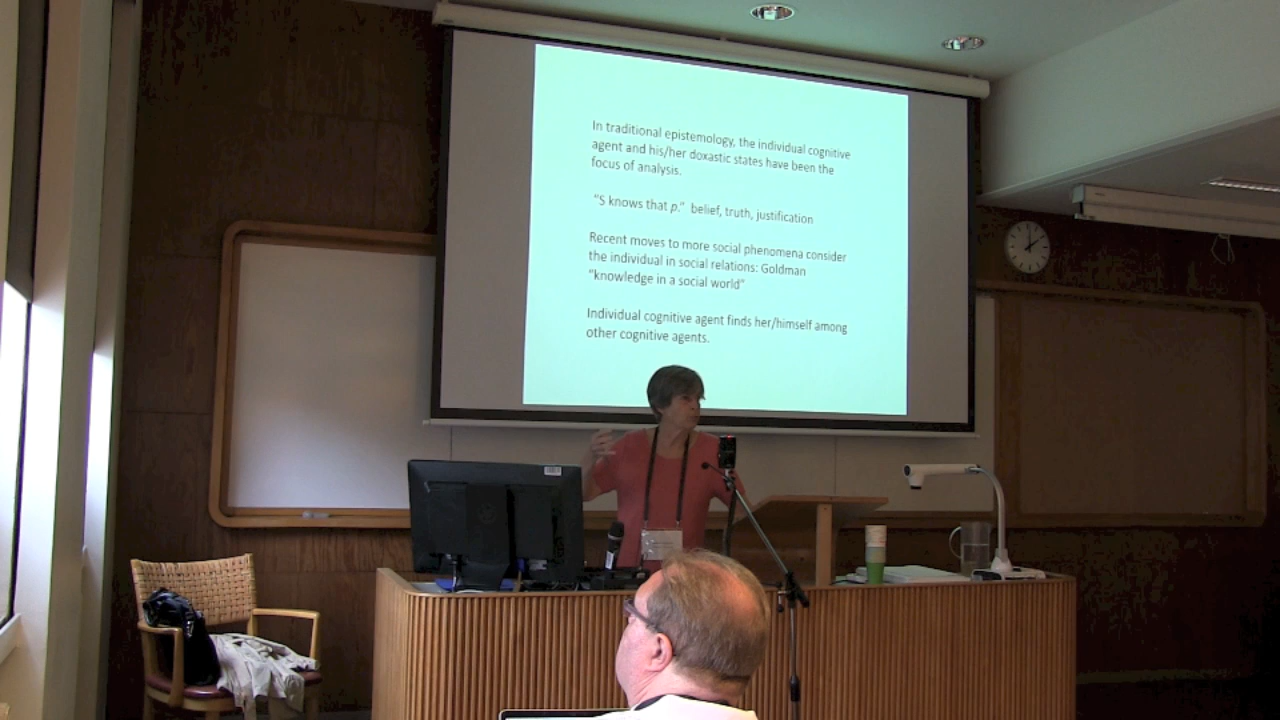 In traditional epistemology, the individual cognitive
agent and his/her doxastic states have been the
focus of analysis.
“S knows that p.” belief, truth, justification
Recent moves to more social phenomena consider
the individual in social relations: Goldman
“knowledge in a social world”
Individual cognitive agent finds her/himself among
other cognitive agents.